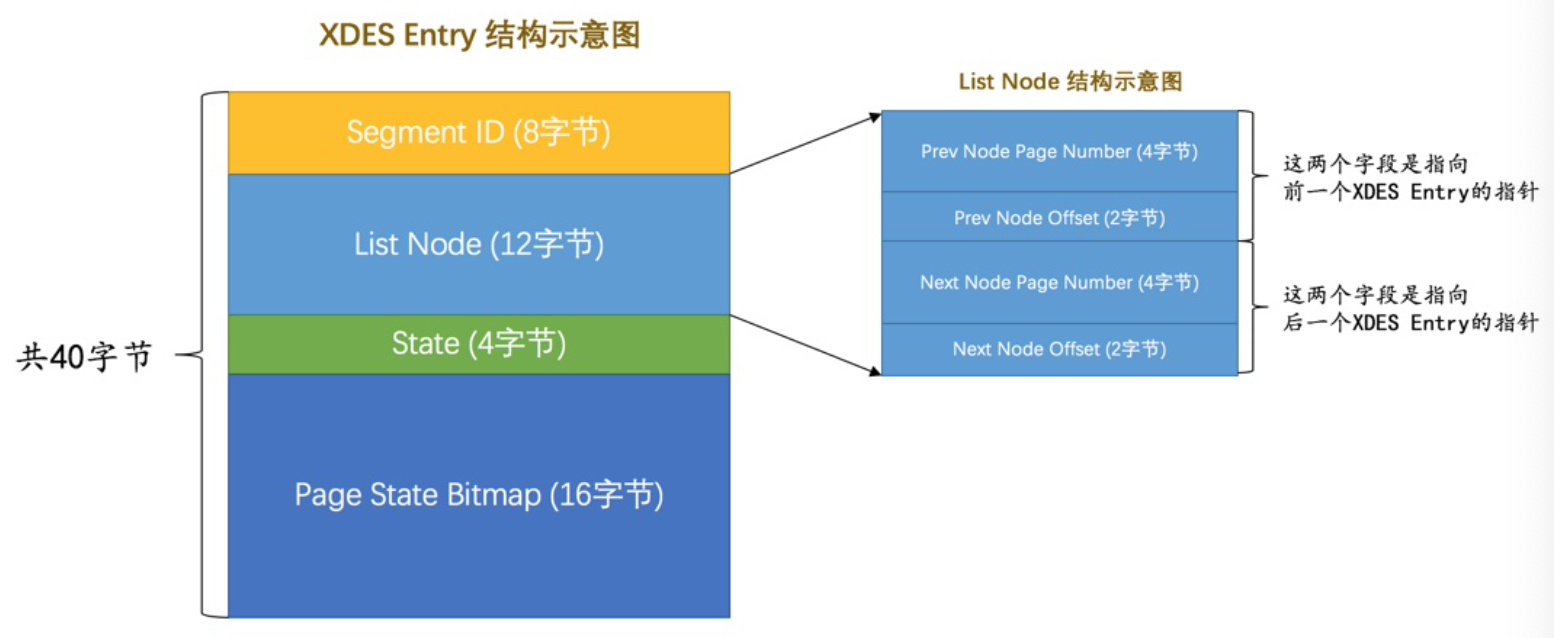 XDES Entry 结构示意图
List Node 结构示意图
Segment ID (8字节)
List Node (12字节)
State (4字节)
Page State Bitmap (16字节)
共40字节
Prev Node Page Number (4字节)
Prev Node Offset (2字节)
Next Node Page Number (4字节)
Next Node Offset (2字节)
这两个字段是指向
前一个XDES Entry的指针
这两个字段是指向
后一个XDES Entry的指针